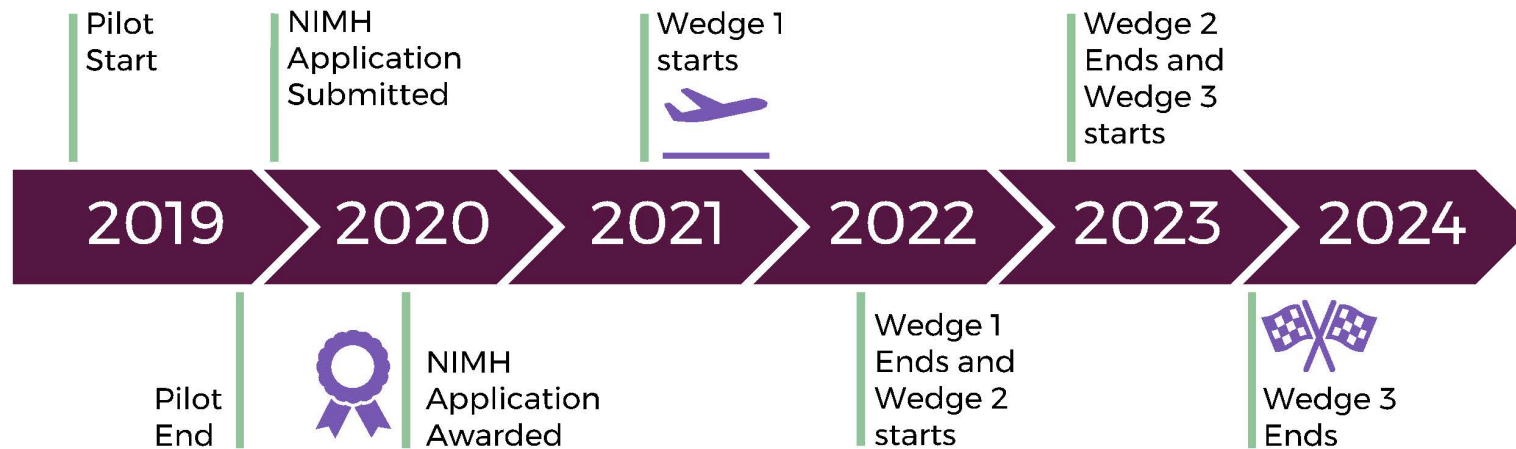 Pilot
Start
NIMH
Application
Submitted
Wedge 1
starts
Wedge 2
Ends and
Wedge 3
starts
2019
2020
2021
2022
2023
2024
Pilot
End
NIMH
Application
Awarded
Wedge 1
Ends and
Wedge 2
starts
Wedge 3
Ends